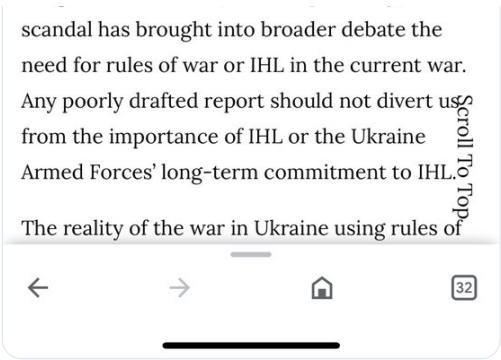 scandal has brought into broader debate the
need for rules of war or IHL in the current war.
Any poorly drafted report should not divert us
from the importance of IHL or the Ukraine
Armed Forces’ long-term commitment to IHL.
The reality of the war in Ukraine using rules of
Scroll To Top
32